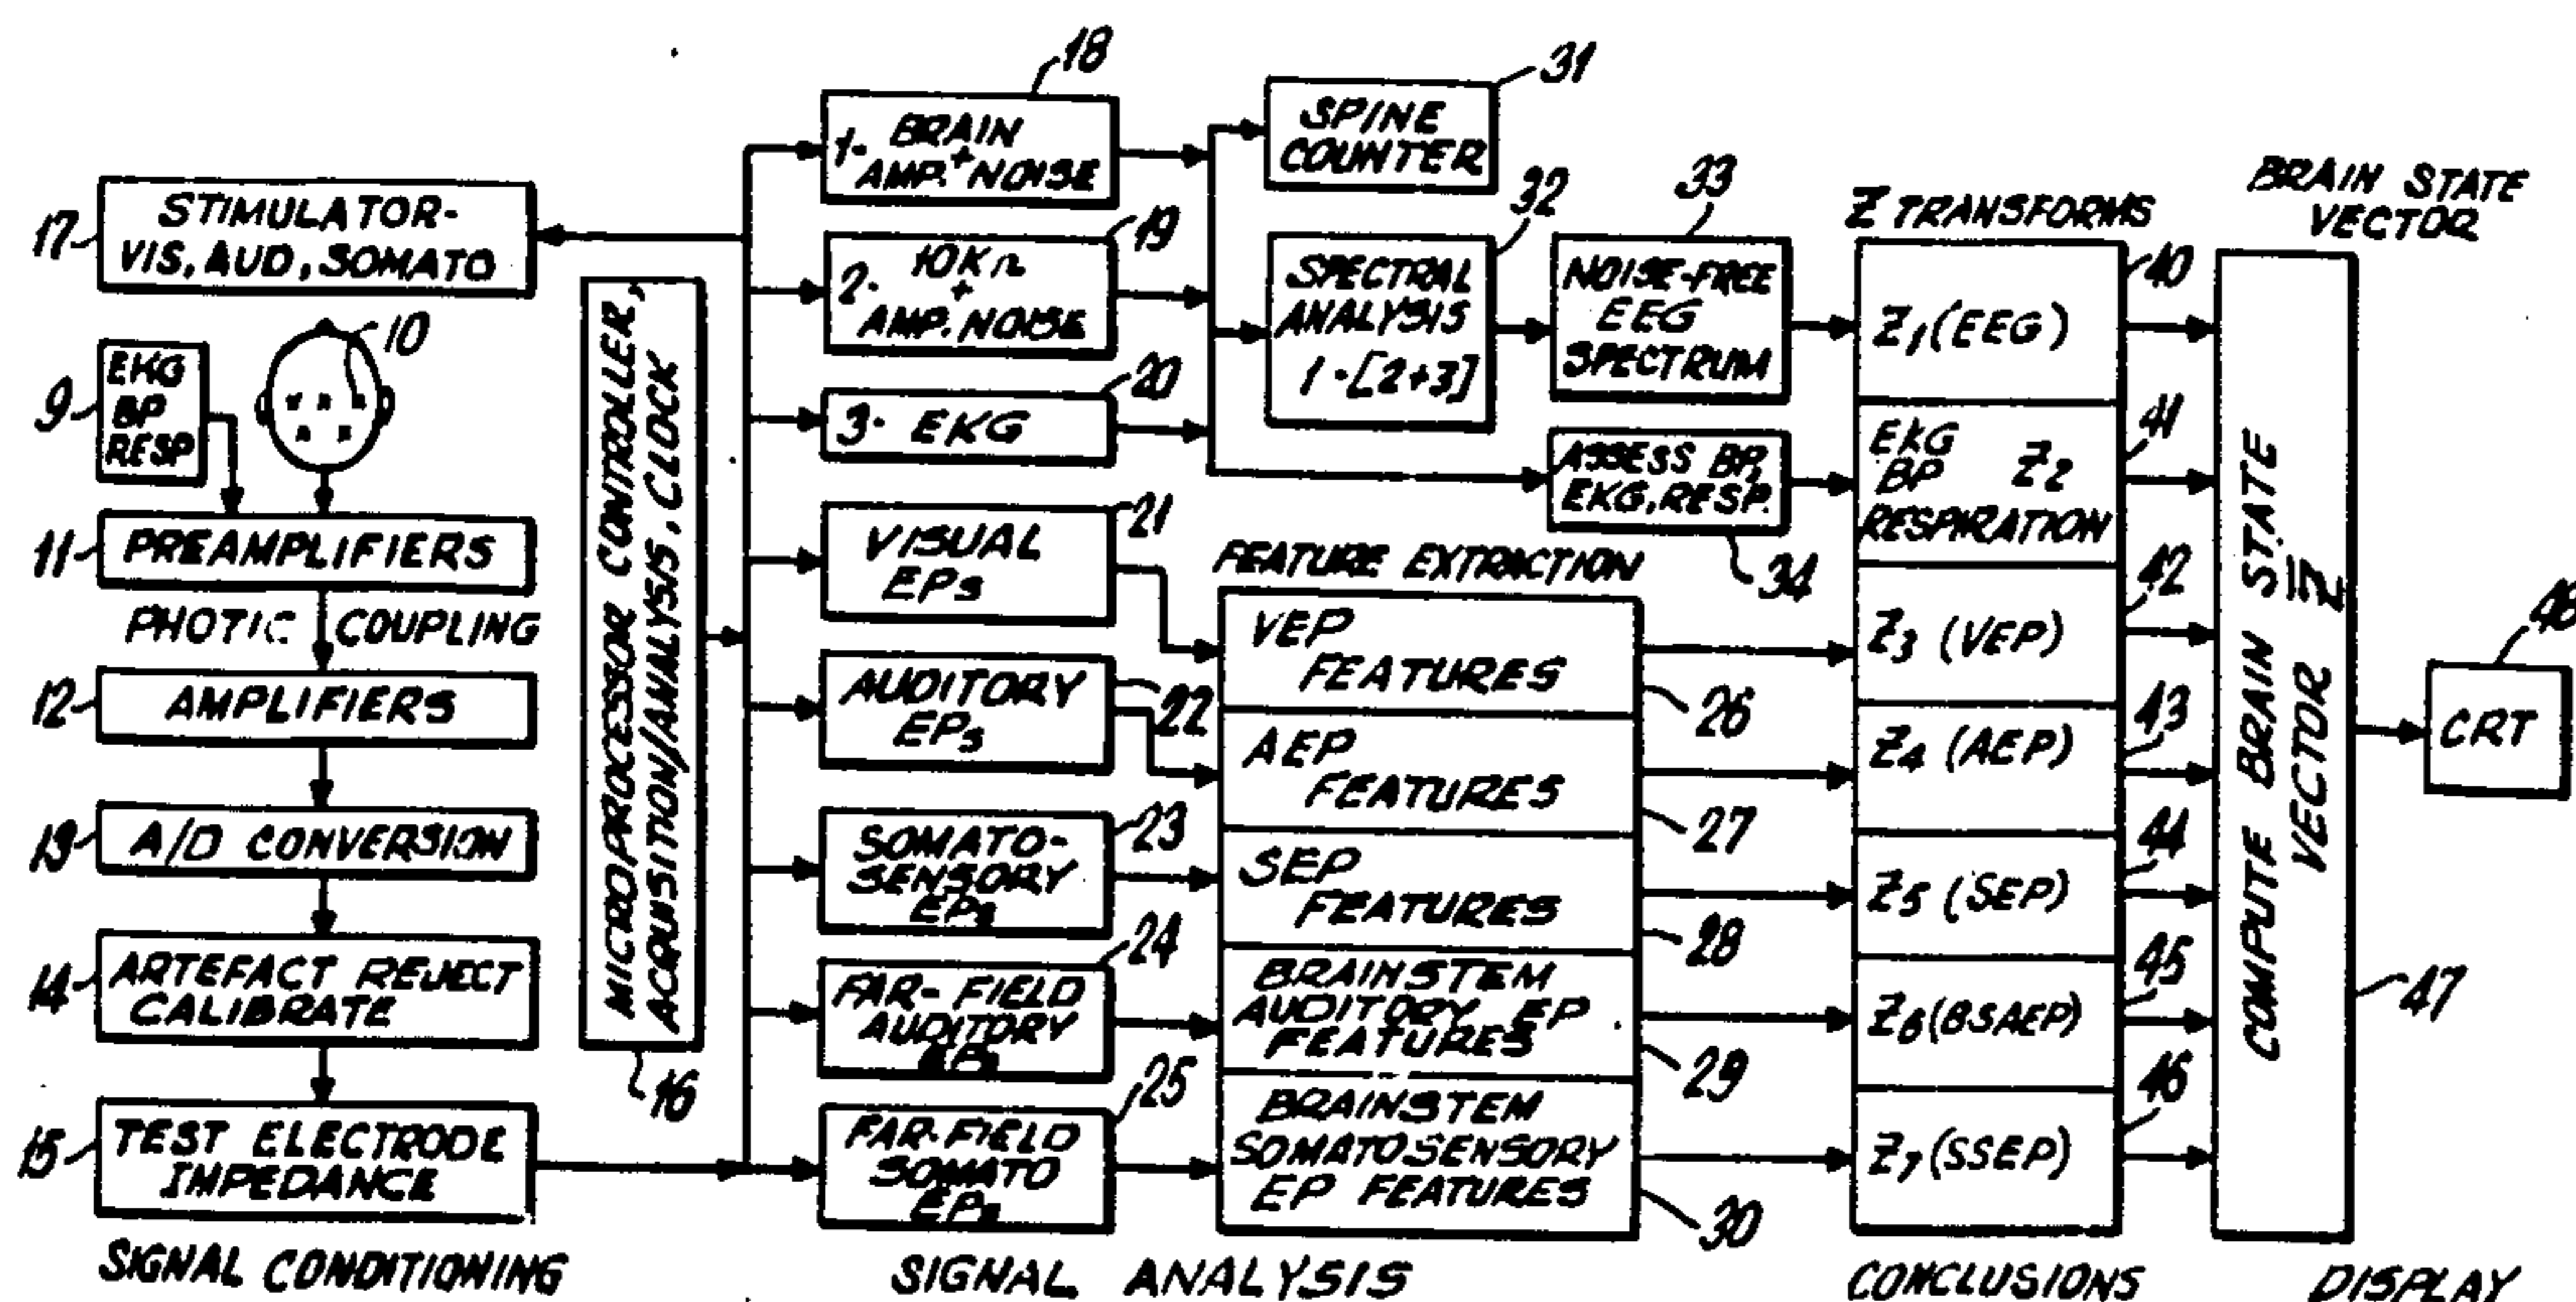 17
STIMULATOR-
VIS, AUD, SOMATO
9
EKG
BP
RESP
10
11
PREAMPLIFIERS
PHOTIC COUPLING
12
AMPLIFIERS
13
A/D CONVERSION
14
ARTEFACT REJECT
CALIBRATE
15
TEST ELECTRODE
IMPEDANCE
SIGNAL CONDITIONING
MICROPROCESSOR CONTROLLER,
ACQUISITION/ANALYSIS, CLOCK
16
18
1- BRAIN
+
AMP. NOISE
19
2- 10KΩ
+
AMP. NOISE
20
3- EKG
21
VISUAL
EPs
22
AUDITORY
EPs
23
SOMATO-
SENSORY
EPs
24
FAR-FIELD
AUDITORY
EPs
25
FAR-FIELD
SOMATO
EPs
SIGNAL ANALYSIS
31
SPINE
COUNTER
32
SPECTRAL
ANALYSIS
1-[2+3]
33
NOISE-FREE
EEG
SPECTRUM
ASSESS BP,
EKG, RESP.
34
FEATURE EXTRACTION
VEP
FEATURES
26
AEP
FEATURES
27
SEP
FEATURES
28
BRAINSTEM
AUDITORY EP
FEATURES
29
BRAINSTEM
SOMATOSENSORY
EP FEATURES
30
Z TRANSFORMS
40
Z1 (EEG)
41
EKG
BP Z2
RESPIRATION
42
Z3 (VEP)
43
Z4 (AEP)
44
Z5 (SEP)
45
Z6 (BSAEP)
46
Z7 (SSEP)
CONCLUSIONS
BRAIN STATE
VECTOR
COMPUTE BRAIN STATE
VECTOR Z̅
47
48
CRT
DISPLAY